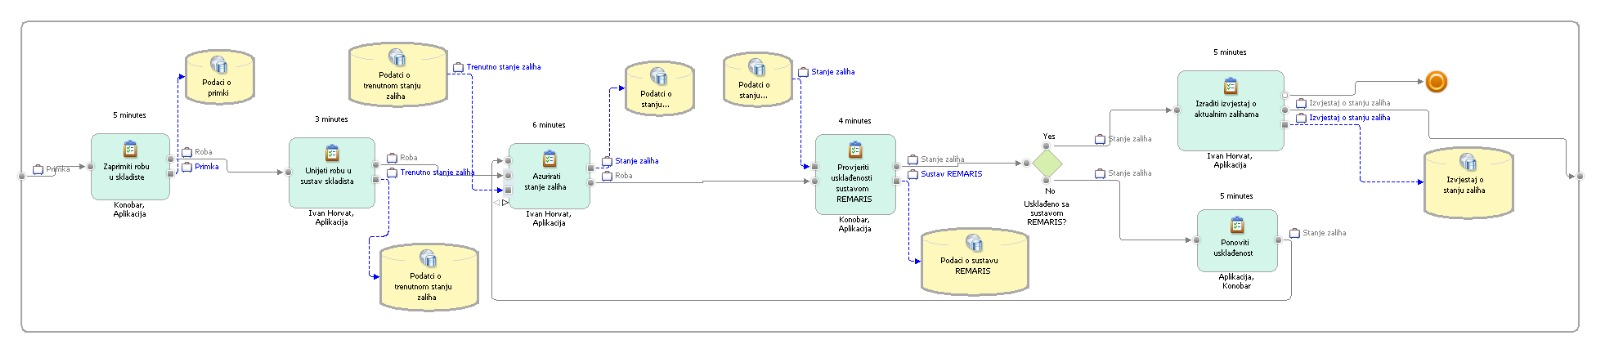 Primka
5 minutes
Zaprimiti robu
u skladiste
Konobar,
Aplikacija
Roba
Primka
Podaci o
primki
3 minutes
Unijeti robu u
sustav skladista
Ivan Horvat,
Aplikacija
Roba
Trenutno stanje zaliha
Podatci o
trenutnom stanju
zaliha
Podatci o
trenutnom stanju
zaliha
Trenutno stanje zaliha
6 minutes
Azurirati
stanje zaliha
Ivan Horvat,
Aplikacija
Stanje zaliha
Roba
Podatci o
stanju...
Podatci o
stanju...
Stanje zaliha
4 minutes
Provjeriti
usklađenosti
sustavom
REMARIS
Konobar,
Aplikacija
Stanje zaliha
Sustav REMARIS
Podaci o sustavu
REMARIS
Yes
No
Usklađeno sa
sustavom
REMARIS?
Stanje zaliha
Stanje zaliha
5 minutes
Izraditi izvjestaj o
aktualnim zalihama
Ivan Horvat,
Aplikacija
Izvjestaj o stanju zaliha
Izvjestaj o stanju zaliha
Izvjestaj o
stanju zaliha
5 minutes
Ponoviti
usklađenost
Aplikacija,
Konobar
Stanje zaliha